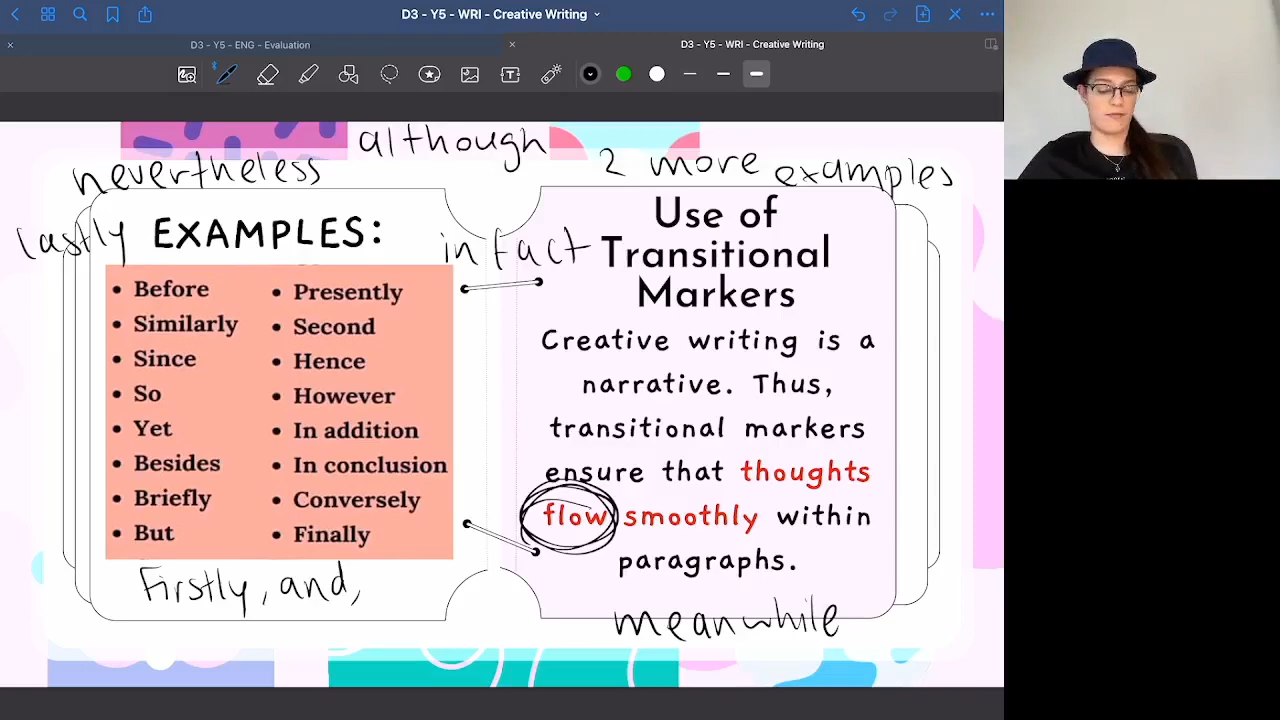 D3 - Y5 - WRI - Creative Writing
D3 - Y5 - ENG - Evaluation
D3 - Y5 - WRI - Creative Writing
although
nevertheless
2 more examples
lastly
EXAMPLES:
in fact
Before
Similarly
Since
So
Yet
Besides
Briefly
But
Presently
Second
Hence
However
In addition
In conclusion
Conversely
Finally
Firstly, and,
Use of
Transitional
Markers
Creative writing is a
narrative. Thus,
transitional markers
ensure that thoughts
flow smoothly within
paragraphs.
meanwhile